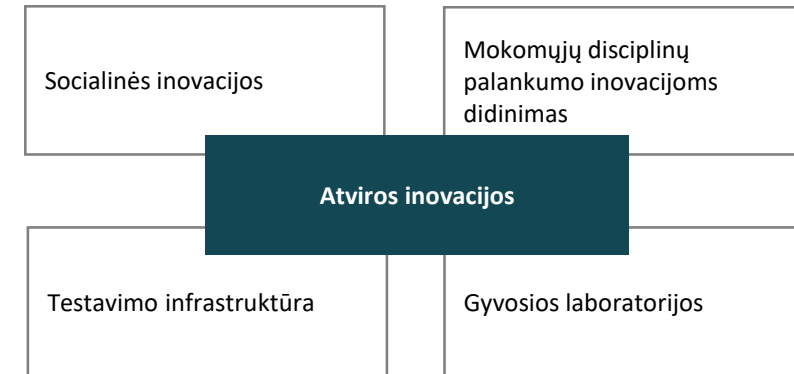 Socialinės inovacijos
Mokomųjų disciplinų
palankumo inovacijoms
didinimas
Atviros inovacijos
Testavimo infrastruktūra
Gyvosios laboratorijos